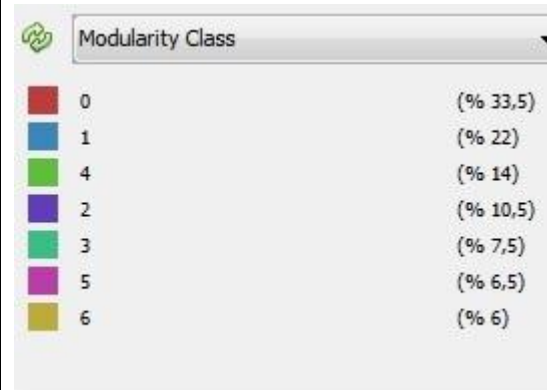 Modularity Class
0 (% 33,5)
1 (% 22)
4 (% 14)
2 (% 10,5)
3 (% 7,5)
5 (% 6,5)
6 (% 6)